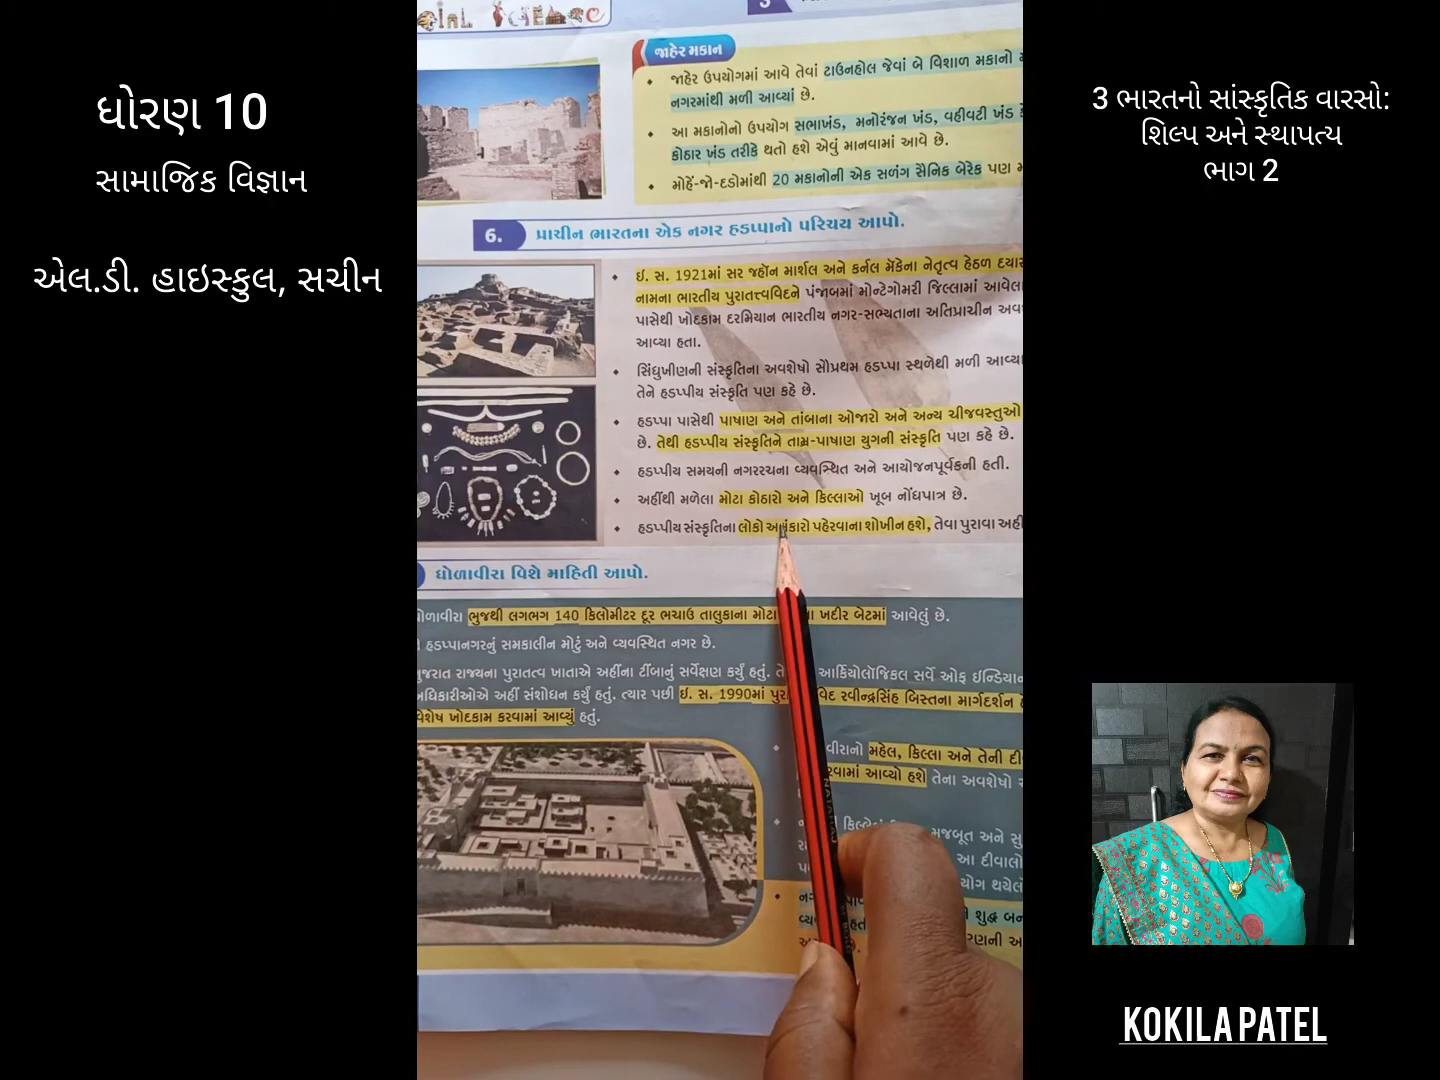 ધોરણ 10
સામાજિક વિજ્ઞાન
એલ.ડી. હાઇસ્કુલ, સચીન
3 ભારતનો સાંસ્કૃતિક વારસો:
શિલ્પ અને સ્થાપત્ય
ભાગ 2
જાહેર મકાન
જાહેર ઉપયોગમાં આવે તેવાં ટાઉનહોલ જેવાં બે વિશાળ મકાનો
નગરમાંથી મળી આવ્યાં છે.
આ મકાનોનો ઉપયોગ સભાખંડ, મનોરંજન ખંડ, વહીવટી ખંડ
કોઠાર ખંડ તરીકે થતો હશે એવું માનવામાં આવે છે.
મોહેં-જો-દડોમાંથી 20 મકાનોની એક સળંગ સૈનિક બેરેક પણ
6. પ્રાચીન ભારતના એક નગર હડપ્પાનો પરિચય આપો.
ઈ. સ. 1921માં સર જ્હૉન માર્શલ અને કર્નલ મૅકેના નેતૃત્વ હેઠળ
નામના ભારતીય પુરાતત્ત્વવિદને પંજાબમાં મોન્ટેગોમરી જિલ્લામાં આવેલા
પાસેથી ખોદકામ દરમિયાન ભારતીય નગર-સભ્યતાના અતિપ્રાચીન
આવ્યા હતા.
સિંધુખીણની સંસ્કૃતિના અવશેષો સૌપ્રથમ હડપ્પા સ્થળેથી મળી
તેને હડપ્પીય સંસ્કૃતિ પણ કહે છે.
હડપ્પા પાસેથી પાષાણ અને તાંબાના ઓજારો અને અન્ય ચીજવસ્તુઓ
છે. તેથી હડપ્પીય સંસ્કૃતિને તામ્ર-પાષાણ યુગની સંસ્કૃતિ પણ કહે છે.
હડપ્પીય સમયની નગરરચના વ્યવસ્થિત અને આયોજનપૂર્વકની હતી.
અહીંથી મળેલા મોટા કોઠારો અને કિલ્લાઓ ખૂબ નોંધપાત્ર છે.
હડપ્પીય સંસ્કૃતિના લોકો અલંકારો પહેરવાના શોખીન હશે, તેવા પુરાવા
ધોળાવીરા વિશે માહિતી આપો.
ભુજથી લગભગ 140 કિલોમીટર દૂર ભચાઉ તાલુકાના મોટા ખદીર બેટમાં આવેલું છે.
હડપ્પાનગરનું સમકાલીન મોટું અને વ્યવસ્થિત નગર છે.
રાજ્યના પુરાતત્વ ખાતાએ અહીંના ટીંબાનું સર્વેક્ષણ કર્યું હતું. આર્કિયોલૉજિકલ સર્વે ઓફ
અહીં સંશોધન કર્યું હતું. ત્યાર પછી ઈ. સ. 1990માં રવીન્દ્રસિંહ બિસ્તના માર્ગદર્શન
ખોદકામ કરવામાં આવ્યું હતું.
મહેલ, કિલ્લા અને તેની
આવ્યો હશે તેના અવશેષો
મજબૂત અને
આ
શુદ્ધ
KOKILA PATEL